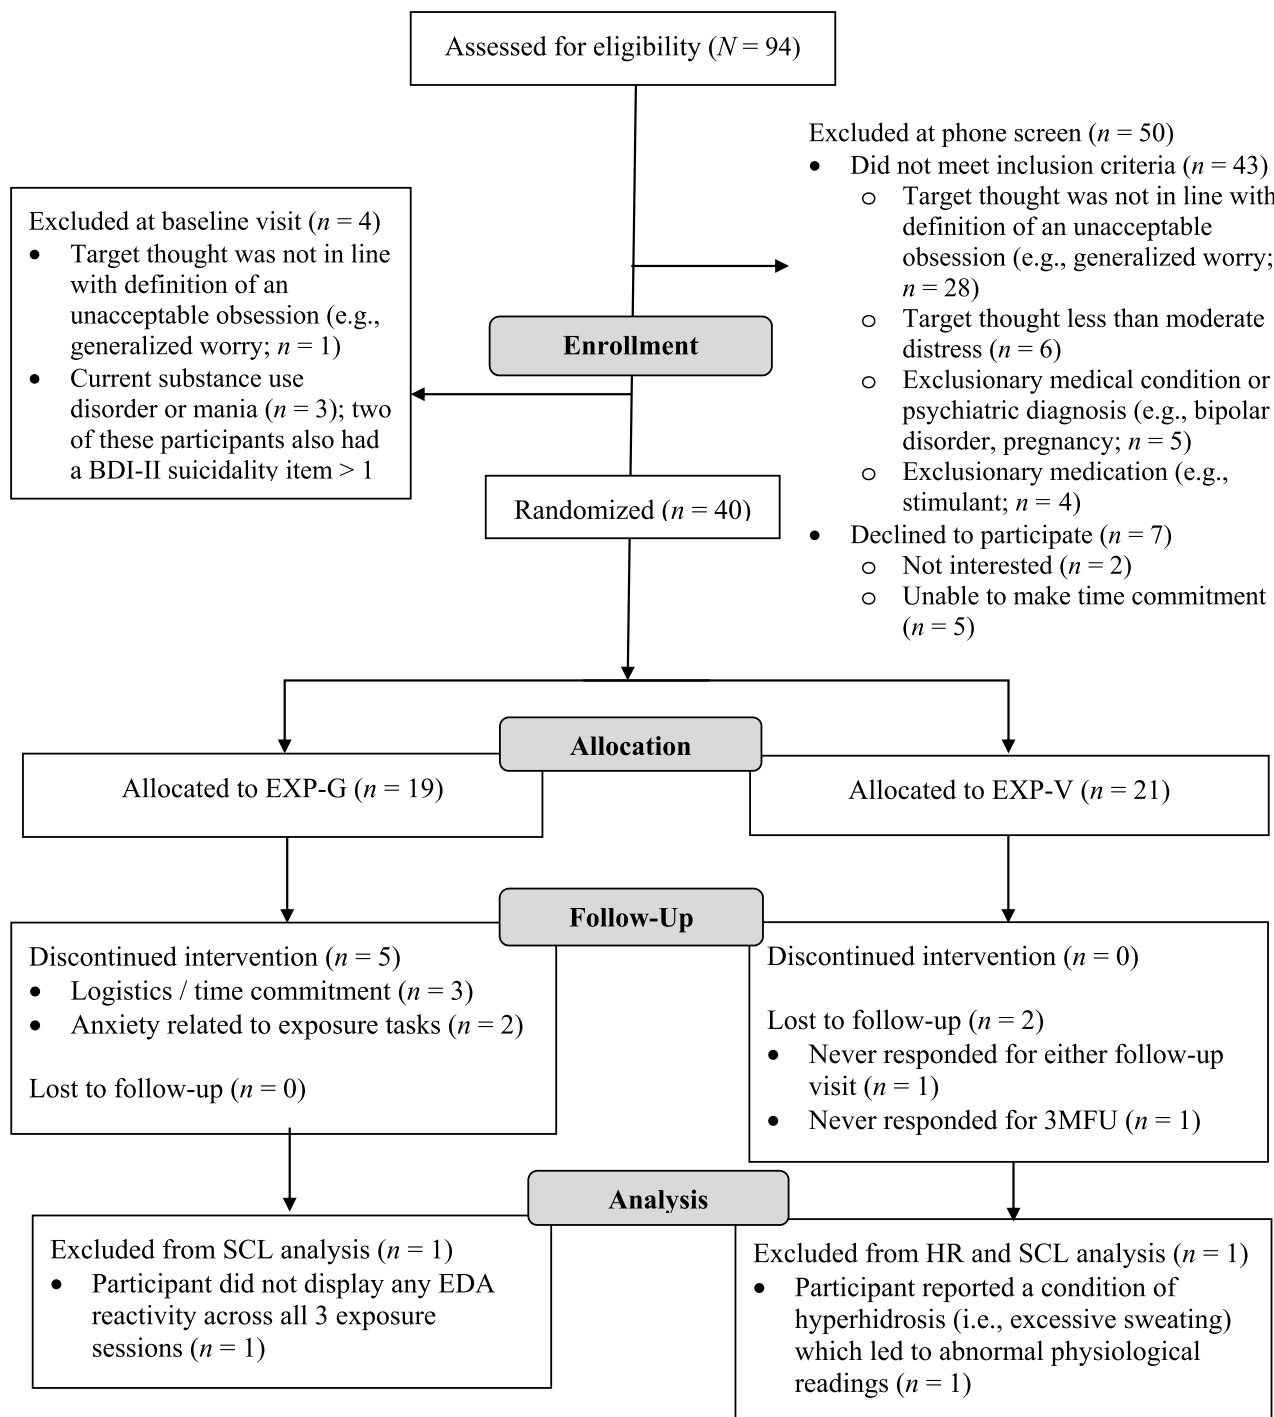 Assessed for eligibility (N = 94)
Excluded at phone screen (n = 50)
• Did not meet inclusion criteria (n = 43)
o Target thought was not in line with
definition of an unacceptable
obsession (e.g., generalized worry;
n = 28)
o Target thought less than moderate
distress (n = 6)
o Exclusionary medical condition or
psychiatric diagnosis (e.g., bipolar
disorder, pregnancy; n = 5)
o Exclusionary medication (e.g.,
stimulant; n = 4)
• Declined to participate (n = 7)
o Not interested (n = 2)
o Unable to make time commitment
(n = 5)
Excluded at baseline visit (n = 4)
• Target thought was not in line
with definition of an
unacceptable obsession (e.g.,
generalized worry; n = 1)
• Current substance use
disorder or mania (n = 3); two
of these participants also had
a BDI-II suicidality item > 1
Enrollment
Randomized (n = 40)
Allocation
Allocated to EXP-G (n = 19)
Allocated to EXP-V (n = 21)
Follow-Up
Discontinued intervention (n = 5)
• Logistics / time commitment (n = 3)
• Anxiety related to exposure tasks (n = 2)
Lost to follow-up (n = 0)
Discontinued intervention (n = 0)
Lost to follow-up (n = 2)
• Never responded for either follow-up
visit (n = 1)
• Never responded for 3MFU (n = 1)
Analysis
Excluded from SCL analysis (n = 1)
• Participant did not display any EDA
reactivity across all 3 exposure
sessions (n = 1)
Excluded from HR and SCL analysis (n = 1)
• Participant reported a condition of
hyperhidrosis (i.e., excessive sweating)
which led to abnormal physiological
readings (n = 1)